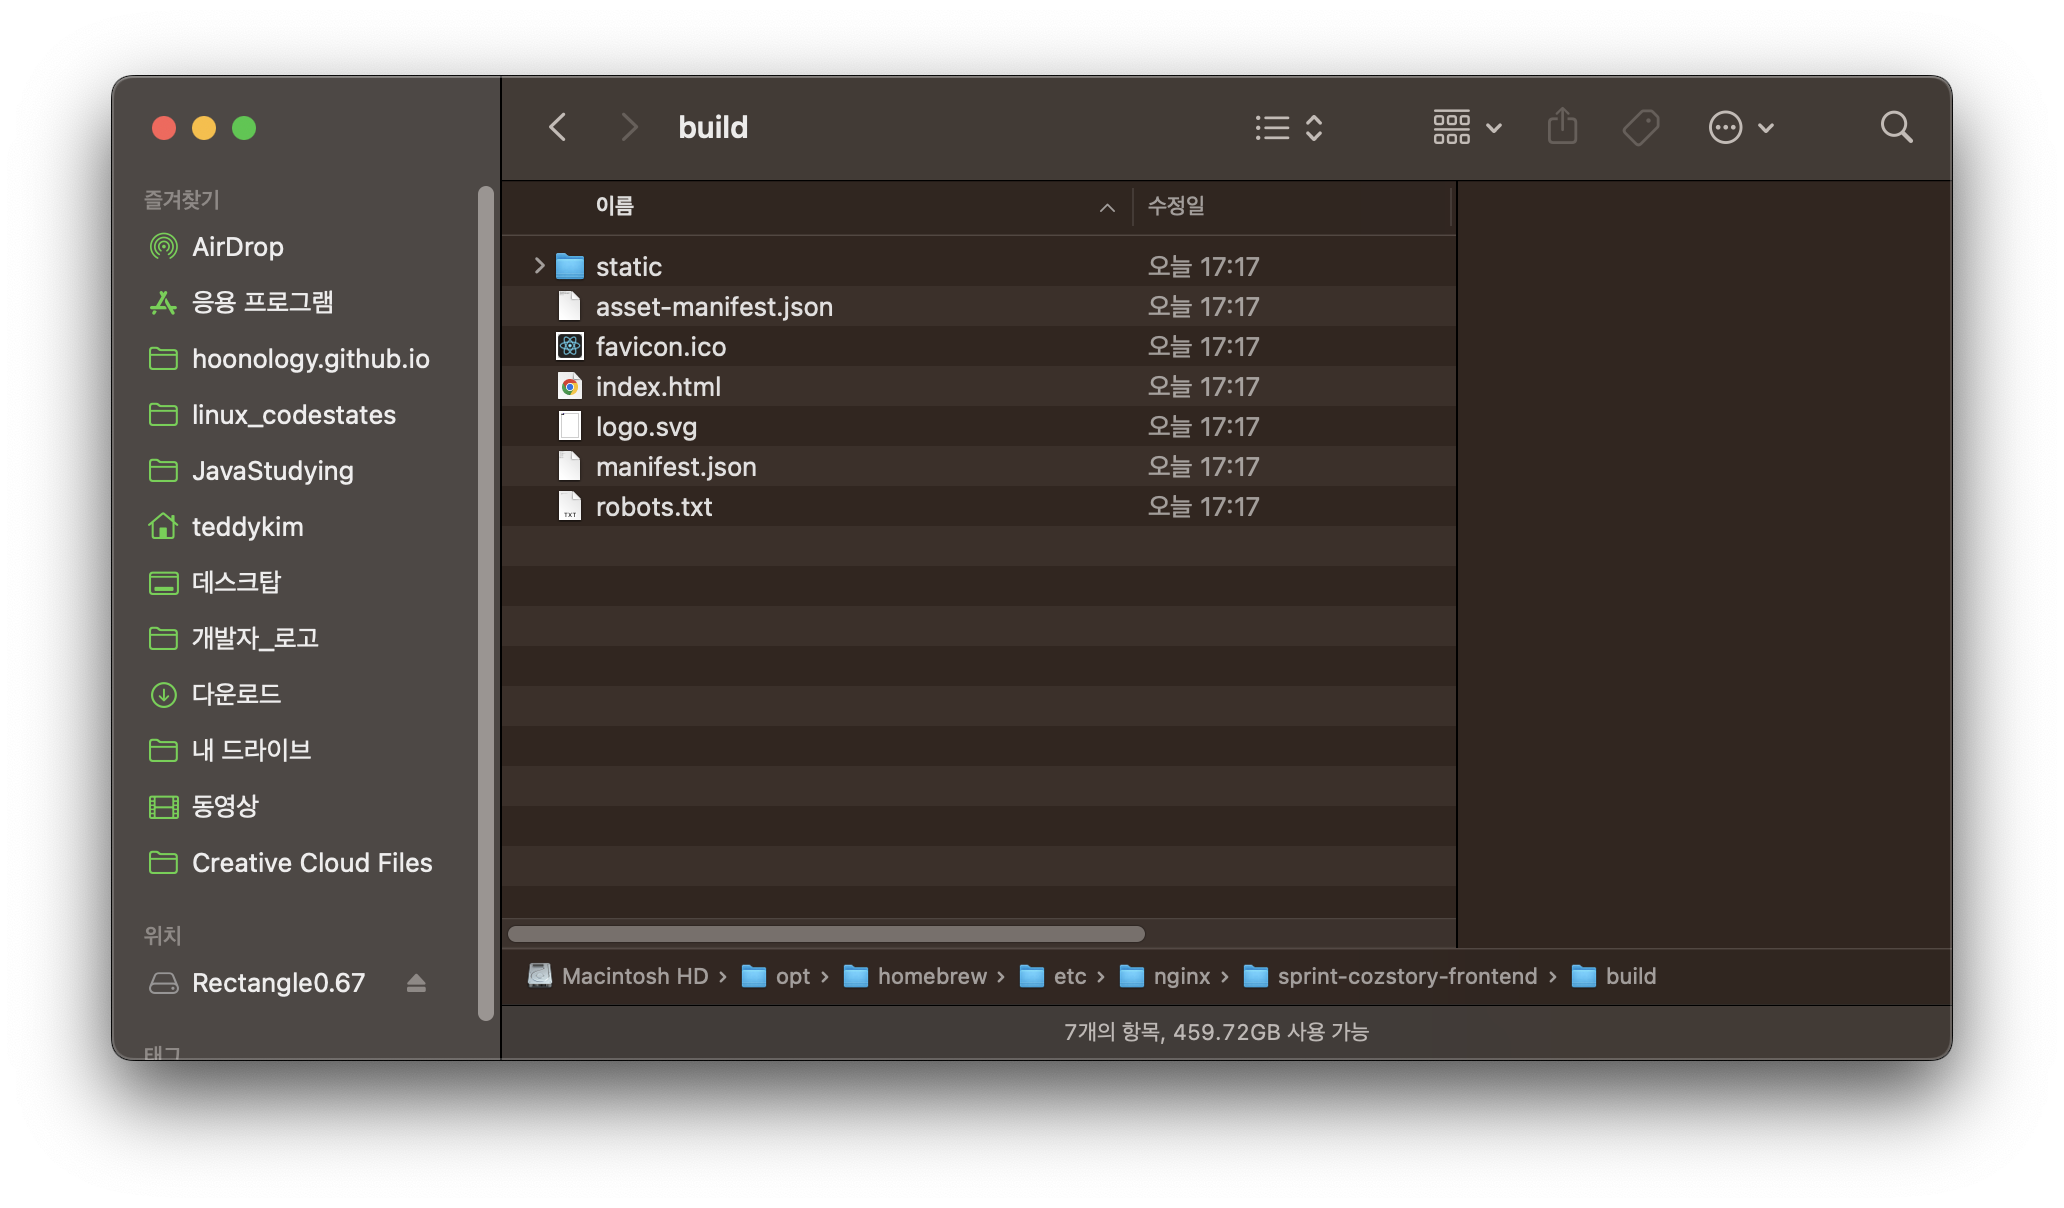 build
즐겨찾기
AirDrop
응용 프로그램
hoonology.github.io
linux_codestates
JavaStudying
teddykim
데스크탑
개발자_로고
다운로드
내 드라이브
동영상
Creative Cloud Files
위치
Rectangle0.67
태그
이름 수정일
static 오늘 17:17
asset-manifest.json 오늘 17:17
favicon.ico 오늘 17:17
index.html 오늘 17:17
logo.svg 오늘 17:17
manifest.json 오늘 17:17
TXT robots.txt 오늘 17:17
Macintosh HD › opt › homebrew › etc › nginx › sprint-cozstory-frontend › build
7개의 항목, 459.72GB 사용 가능